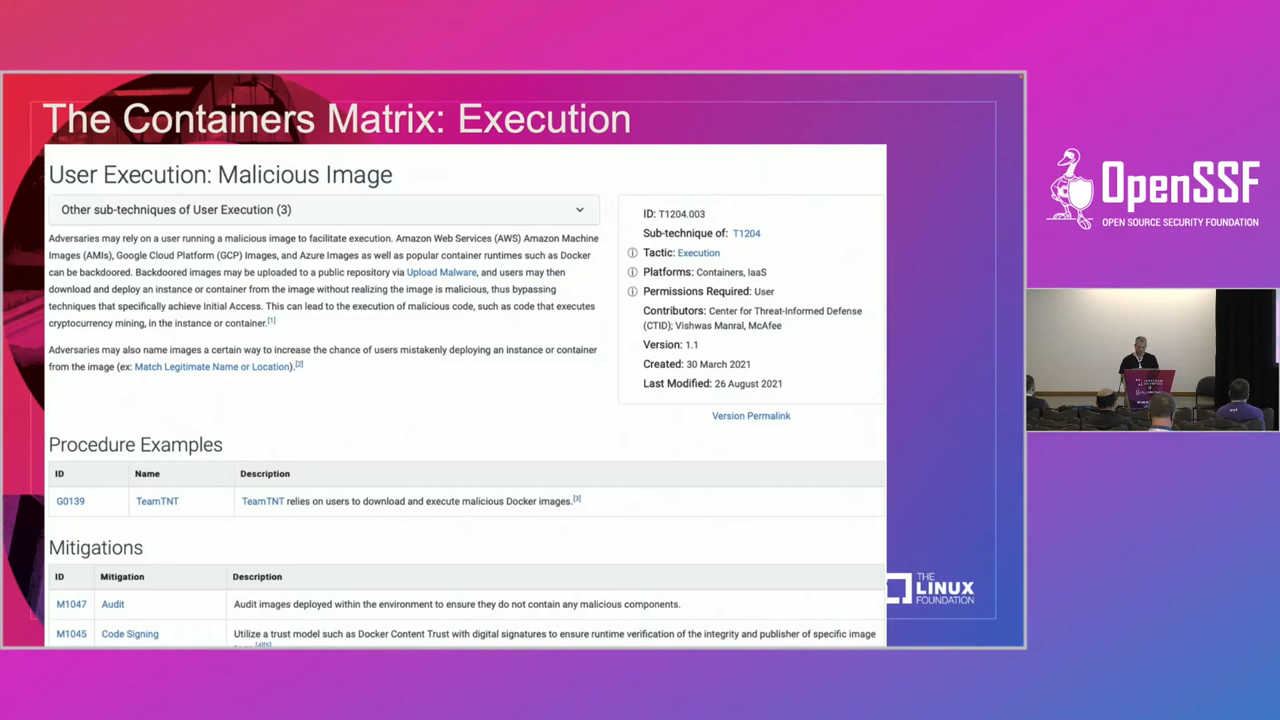 The Containers Matrix: Execution
User Execution: Malicious Image
Other sub-techniques of User Execution (3)
Adversaries may rely on a user running a malicious image to facilitate execution. Amazon Web Services (AWS) Amazon Machine
Images (AMIs), Google Cloud Platform (GCP) Images, and Azure Images as well as popular container runtimes such as Docker
can be backdoored. Backdoored images may be uploaded to a public repository via Upload Malware, and users may then
download and deploy an instance or container from the image without realizing the image is malicious, thus bypassing
techniques that specifically achieve Initial Access. This can lead to the execution of malicious code, such as code that executes
cryptocurrency mining, in the instance or container.[1]
Adversaries may also name images a certain way to increase the chance of users mistakenly deploying an instance or container
from the image (ex: Match Legitimate Name or Location).[2]
ID: T1204.003
Sub-technique of: T1204
Tactic: Execution
Platforms: Containers, IaaS
Permissions Required: User
Contributors: Center for Threat-Informed Defense
(CTID); Vishwas Manral, McAfee
Version: 1.1
Created: 30 March 2021
Last Modified: 26 August 2021
Version Permalink
Procedure Examples
ID Name Description
G0139 TeamTNT TeamTNT relies on users to download and execute malicious Docker images.[3]
Mitigations
ID Mitigation Description
M1047 Audit Audit images deployed within the environment to ensure they do not contain any malicious components.
M1045 Code Signing Utilize a trust model such as Docker Content Trust with digital signatures to ensure runtime verification of the integrity and publisher of specific image
THE
LINUX
FOUNDATION
OpenSSF
OPEN SOURCE SECURITY FOUNDATION